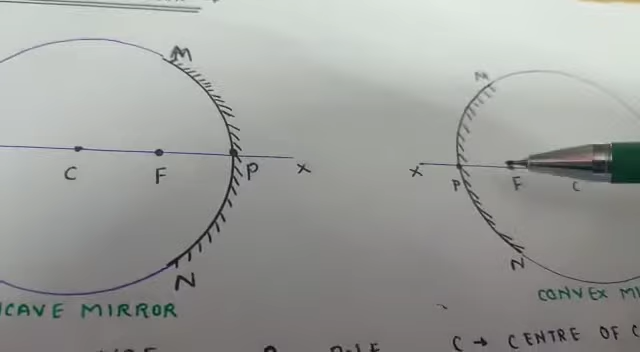 M
C F P X
N
CAVE MIRROR
M
X P F C
N
CONVEX MI
C → CENTRE OF C